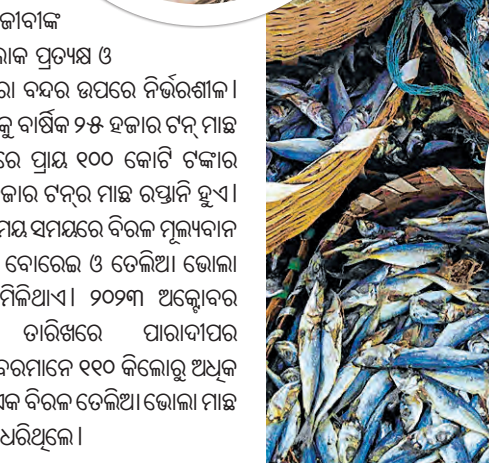 ଜୀବୀଙ୍କ
ପ୍ରତ୍ୟକ୍ଷ ଓ
ବନ୍ଦର ଉପରେ ନିର୍ଭରଶୀଳ।
ବାର୍ଷିକ ୨୫ ହଜାର ଟନ୍ ମାଛ
ରେ ପ୍ରାୟ ୧୦୦ କୋଟି ଟଙ୍କାର
ଜାର ଟନ୍‌ର ମାଛ ରପ୍ତାନି ହୁଏ।
ମୟ ସମୟରେ ବିରଳ ମୂଲ୍ୟବାନ
ବୋରେଇ ଓ ତେଲିଆ ଭୋଲା
ମିଳିଥାଏ। ୨୦୨୩ ଅକ୍ଟୋବର
ତାରିଖରେ ପାରାଦୀପର
ବରମାନେ ୧୧୦ କିଲୋରୁ ଅଧିକ
ଏକ ବିରଳ ତେଲିଆ ଭୋଲା ମାଛ
ଧରିଥିଲେ।